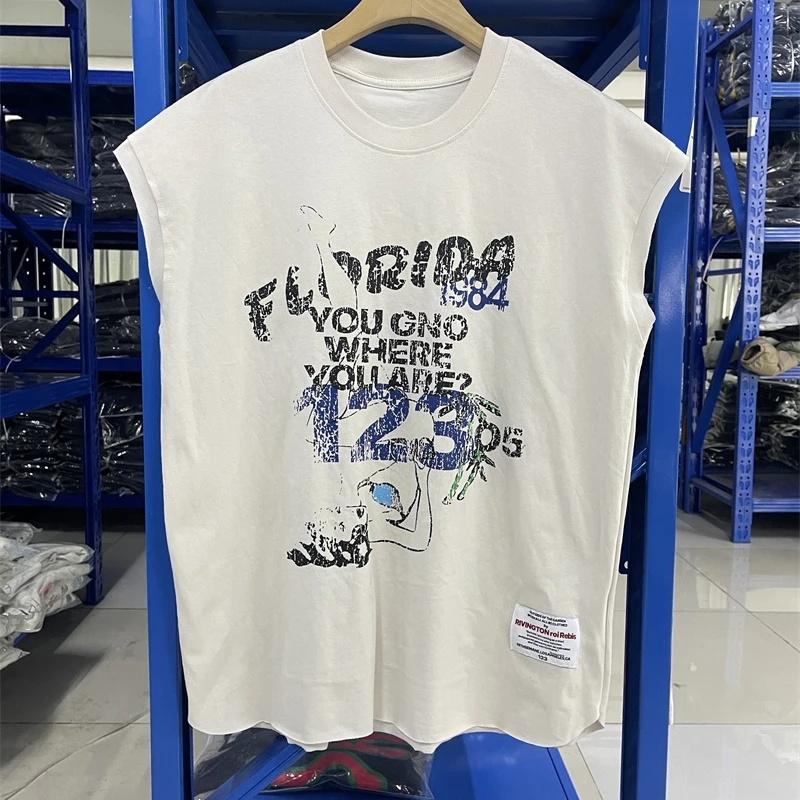 FLORIDA
1984
YOU GNO
WHERE
YOU ARE?
123
05
RIVINGTON roi Rebis
123